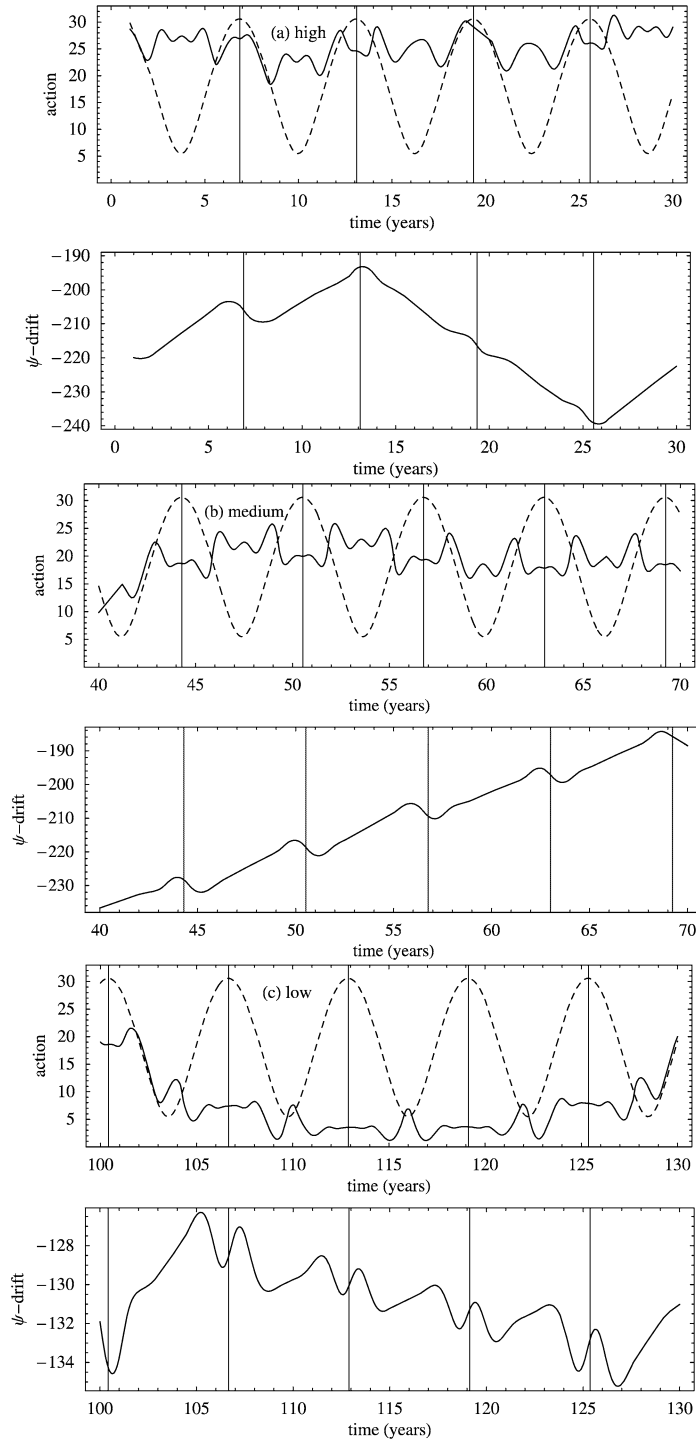 30
25
20
15
10
5
action
(a) high
0 5 10 15 20 25 30
time (years)
−190
−200
−210
−220
−230
−240
ψ−drift
0 5 10 15 20 25 30
time (years)
30
25
20
15
10
5
action
(b) medium
40 45 50 55 60 65 70
time (years)
−190
−200
−210
−220
−230
ψ−drift
40 45 50 55 60 65 70
time (years)
30
25
20
15
10
5
action
(c) low
100 105 110 115 120 125 130
time (years)
−128
−130
−132
−134
ψ−drift
100 105 110 115 120 125 130
time (years)